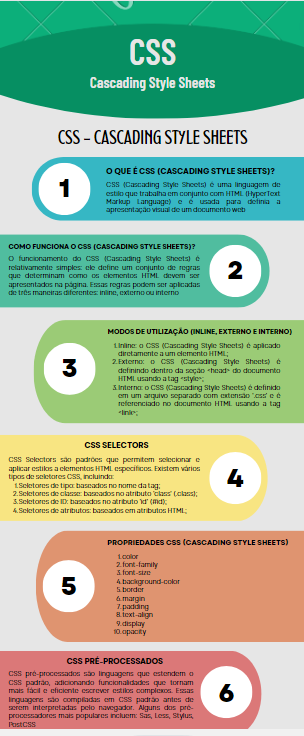 CSS
Cascading Style Sheets
CSS – CASCADING STYLE SHEETS
1
O QUE É CSS (CASCADING STYLE SHEETS)?
CSS (Cascading Style Sheets) é uma linguagem de
estilo que trabalha em conjunto com HTML (HyperText
Markup Language) e é usada para definia a
apresentação visual de um documento web
COMO FUNCIONA O CSS (CASCADING STYLE SHEETS)?
O funcionamento do CSS (Cascading Style Sheets) é
relativamente simples: ele define um conjunto de regras
que determinam como os elementos HTML devem ser
apresentados na página. Essas regras podem ser aplicadas
de três maneiras diferentes: inline, externo ou interno
2
3
MODOS DE UTILIZAÇÃO (INLINE, EXTERNO E INTERNO)
1.Inline: o CSS (Cascading Style Sheets) é aplicado
diretamente a um elemento HTML;
2.Externo: o CSS (Cascading Style Sheets) é
definindo dentro da seção <head> do documento
HTML usando a tag <style>;
3.Interno: o CSS (Cascading Style Sheets) é definido
em um arquivo separado com extensão '.css' e é
referenciado no documento HTML usando a tag
<link>;
CSS SELECTORS
CSS Selectors são padrões que permitem selecionar e
aplicar estilos a elementos HTML específicos. Existem vários
tipos de seletores CSS, incluindo:
1.Seletores de tipo: baseados no nome da tag;
2.Seletores de classe: baseados no atributo 'class' (.class);
3.Seletores de ID: baseados no atributo 'id' (#id);
4.Seletores de atributos: baseados em atributos HTML;
4
5
PROPRIEDADES CSS (CASCADING STYLE SHEETS)
1.color
2.font-family
3.font-size
4.background-color
5.border
6.margin
7.padding
8.text-align
9.display
10.opacity
CSS PRÉ-PROCESSADOS
CSS pré-processados são linguagens que estendem o
CSS padrão, adicionando funcionalidades que tornam
mais fácil e eficiente escrever estilos complexos. Essas
linguagens são compiladas em CSS padrão antes de
serem interpretadas pelo navegador. Alguns dos pré-
processadores mais populares incluem: Sas, Less, Stylus,
PostCSS
6